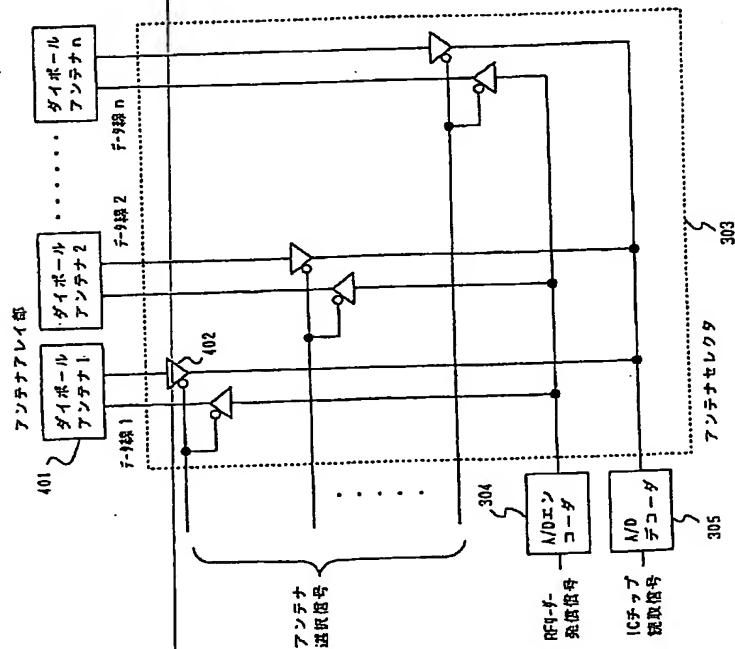 アンテナアレイ部
401
ダイポール
アンテナ1
ダイポール
アンテナ2
・・・・・・・
ダイポール
アンテナn
データ線1
データ線2
データ線n
402
アンテナ
選択信号
・・・・・
304
A/Dエン
コーダ
RFリーダー
発信信号
A/D
デコーダ
305
ICチップ
読取信号
アンテナセレクタ
303